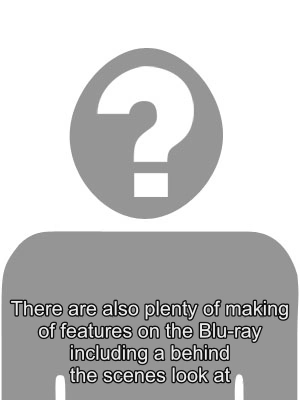 There are also plenty of making
of features on the Blu-ray
including a behind
the scenes look at